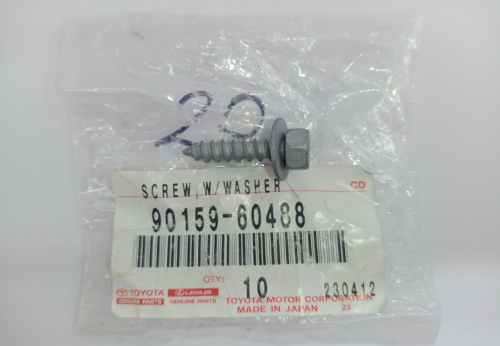 20
SCREW, W/WASHER CD
90159-60488
QTY: 10 230412
TOYOTA LEXUS TOYOTA MOTOR CORPORATION
GENUINE PARTS GENUINE PARTS MADE IN JAPAN 23